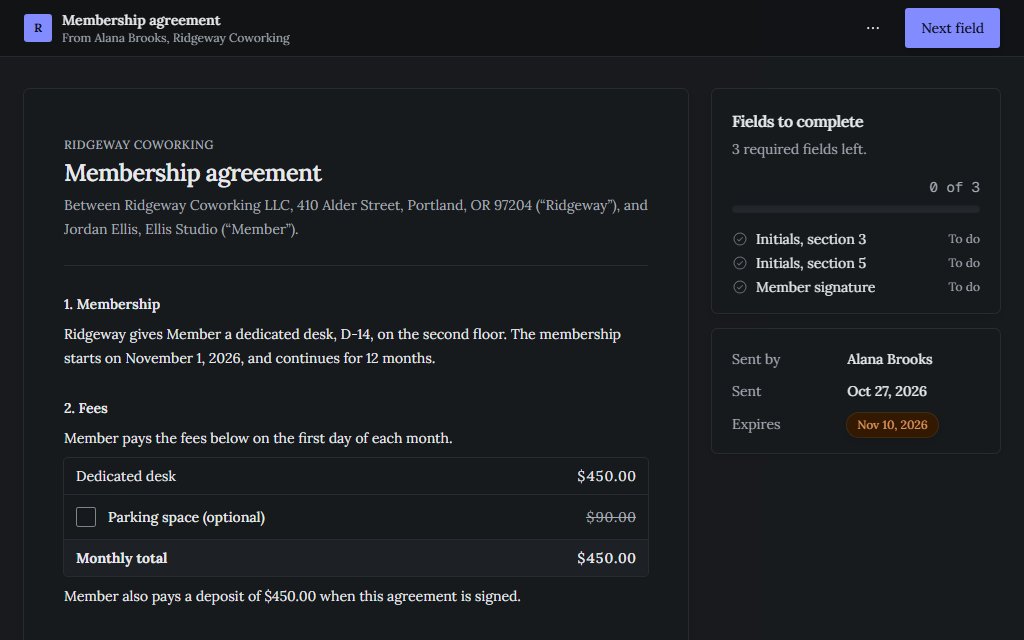 R
Membership agreement
From Alana Brooks, Ridgeway Coworking
...
Next field
RIDGEWAY COWORKING
Membership agreement
Between Ridgeway Coworking LLC, 410 Alder Street, Portland, OR 97204 (“Ridgeway”), and
Jordan Ellis, Ellis Studio (“Member”).
1. Membership
Ridgeway gives Member a dedicated desk, D-14, on the second floor. The membership
starts on November 1, 2026, and continues for 12 months.
2. Fees
Member pays the fees below on the first day of each month.
Dedicated desk $450.00
Parking space (optional) $90.00
Monthly total $450.00
Member also pays a deposit of $450.00 when this agreement is signed.
Fields to complete
3 required fields left.
0 of 3
Initials, section 3 To do
Initials, section 5 To do
Member signature To do
Sent by Alana Brooks
Sent Oct 27, 2026
Expires Nov 10, 2026